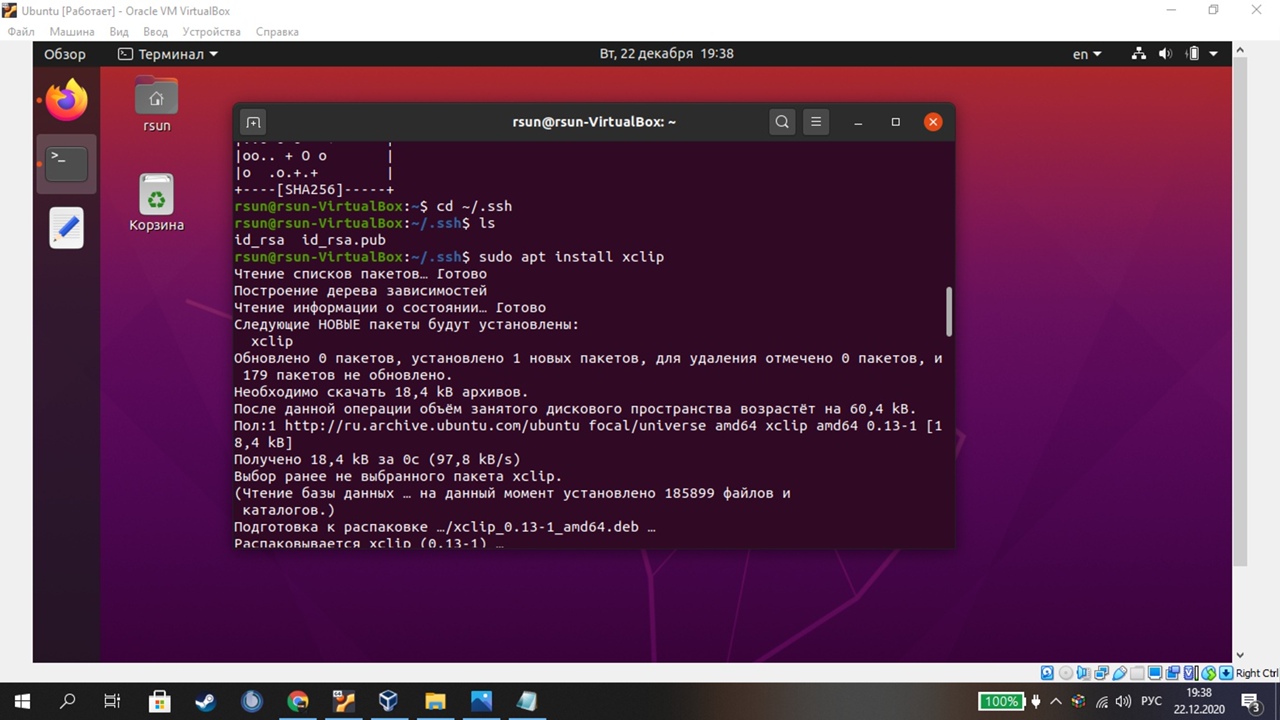 Ubuntu [Работает] - Oracle VM VirtualBox
Файл Машина Вид Ввод Устройства Справка
Обзор Терминал Вт, 22 декабря 19:38 en
rsun
Корзина
rsun@rsun-VirtualBox: ~
|oo.. + O o |
|o .o.+.+ |
+----[SHA256]-----+
rsun@rsun-VirtualBox:~$ cd ~/.ssh
rsun@rsun-VirtualBox:~/.ssh$ ls
id_rsa id_rsa.pub
rsun@rsun-VirtualBox:~/.ssh$ sudo apt install xclip
Чтение списков пакетов… Готово
Построение дерева зависимостей
Чтение информации о состоянии… Готово
Следующие НОВЫЕ пакеты будут установлены:
xclip
Обновлено 0 пакетов, установлено 1 новых пакетов, для удаления отмечено 0 пакетов, и
179 пакетов не обновлено.
Необходимо скачать 18,4 kB архивов.
После данной операции объём занятого дискового пространства возрастёт на 60,4 kB.
Пол:1 http://ru.archive.ubuntu.com/ubuntu focal/universe amd64 xclip amd64 0.13-1 [1
8,4 kB]
Получено 18,4 kB за 0с (97,8 kB/s)
Выбор ранее не выбранного пакета xclip.
(Чтение базы данных … на данный момент установлено 185899 файлов и
каталогов.)
Подготовка к распаковке …/xclip_0.13-1_amd64.deb …
Распаковывается xclip (0.13-1) …
Right Ctrl
100% РУС 19:38
22.12.2020 3